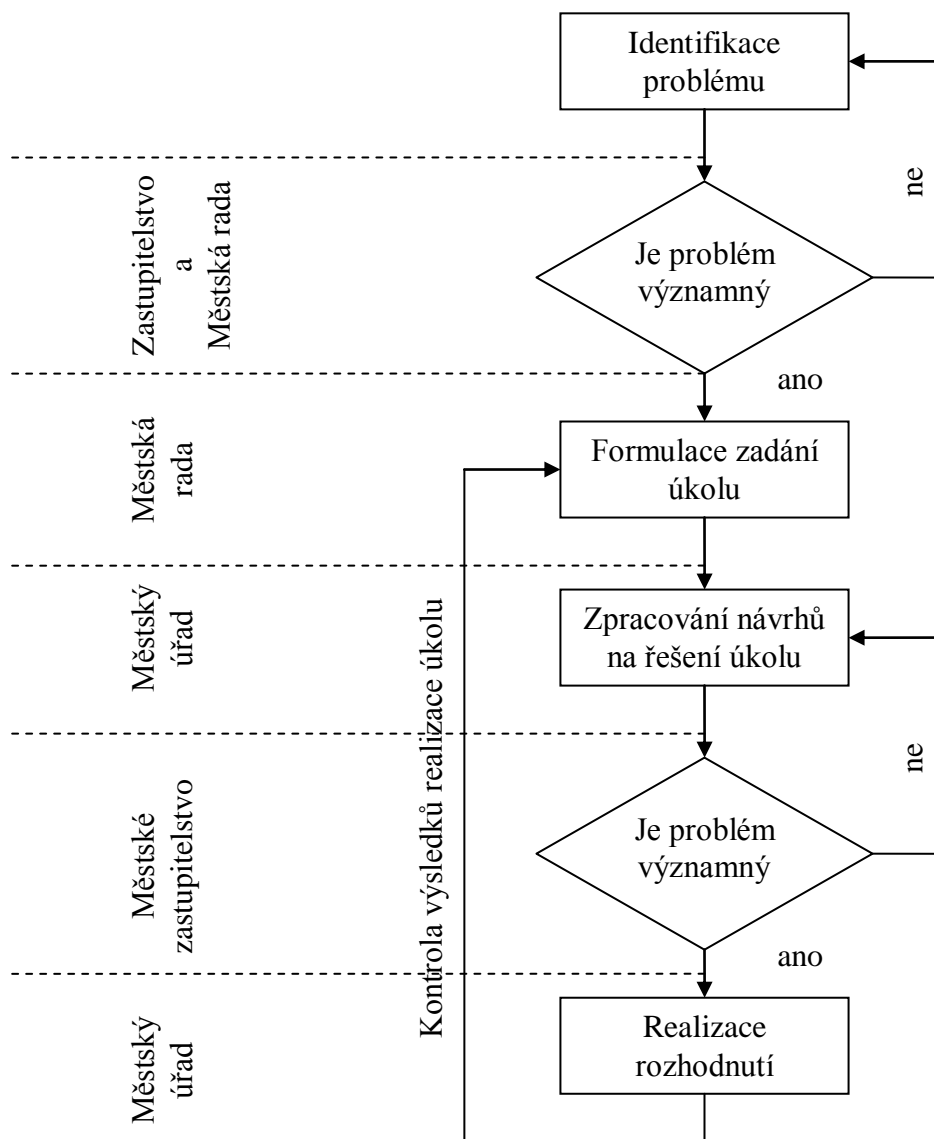 Identifikace
problému
ne
Zastupitelstvo
a
Městská rada
Je problém
významný
ano
Městská
rada
Formulace zadání
úkolu
Městský
úřad
Kontrola výsledků realizace úkolu
Zpracování návrhů
na řešení úkolu
ne
Městské
zastupitelstvo
Je problém
významný
ano
Městský
úřad
Realizace
rozhodnutí